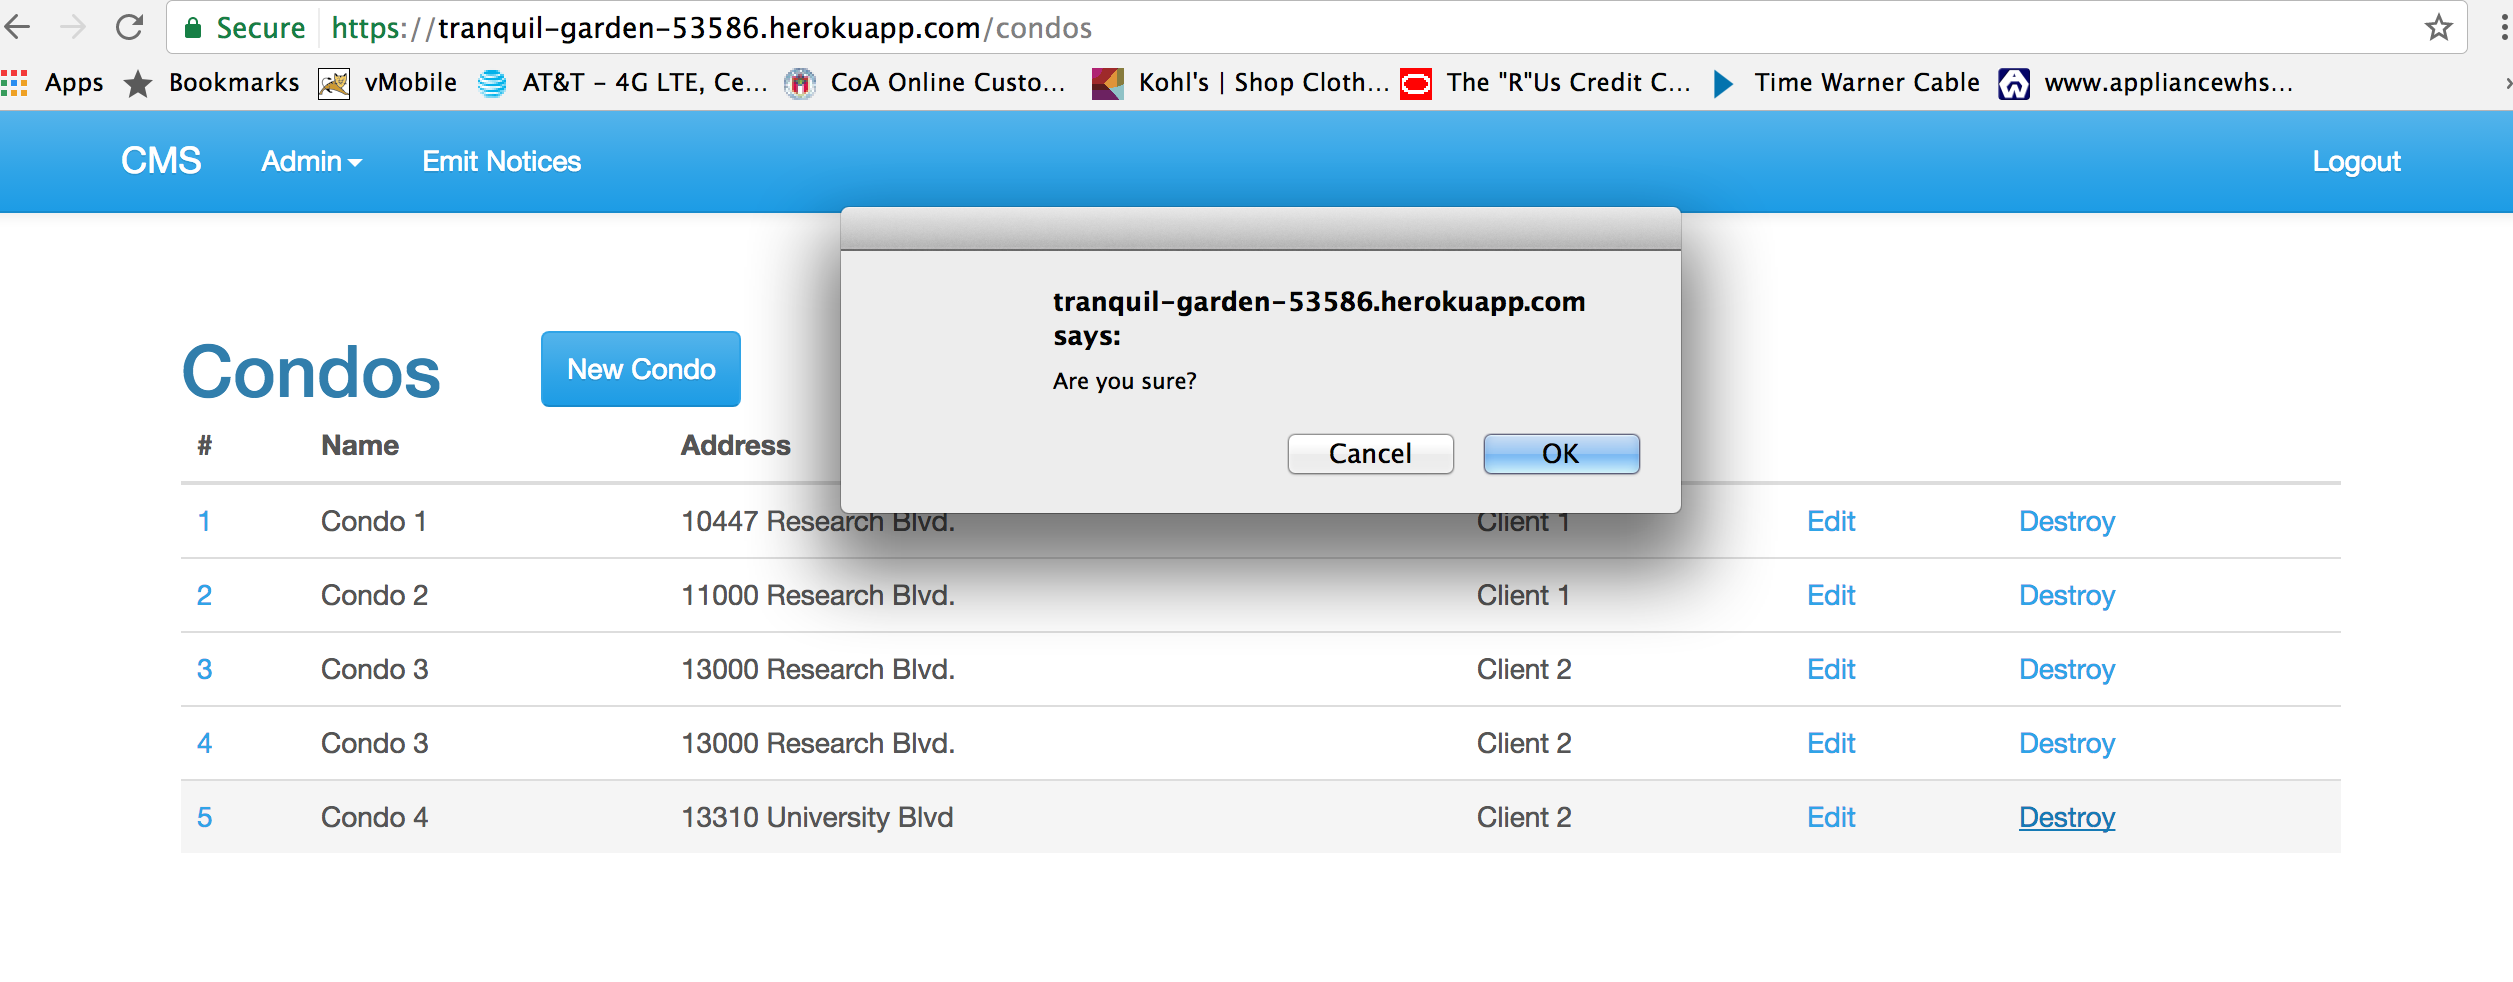 Secure https://tranquil-garden-53586.herokuapp.com/condos
Apps Bookmarks vMobile AT&T - 4G LTE, Ce... CoA Online Custo... Kohl's | Shop Cloth... The "R"Us Credit C... Time Warner Cable www.appliancewhs...
CMS Admin Emit Notices Logout
tranquil-garden-53586.herokuapp.com
says:
Are you sure?
Cancel OK
Condos New Condo
# Name Address
1 Condo 1 10447 Research Blvd. Client 1 Edit Destroy
2 Condo 2 11000 Research Blvd. Client 1 Edit Destroy
3 Condo 3 13000 Research Blvd. Client 2 Edit Destroy
4 Condo 3 13000 Research Blvd. Client 2 Edit Destroy
5 Condo 4 13310 University Blvd Client 2 Edit Destroy